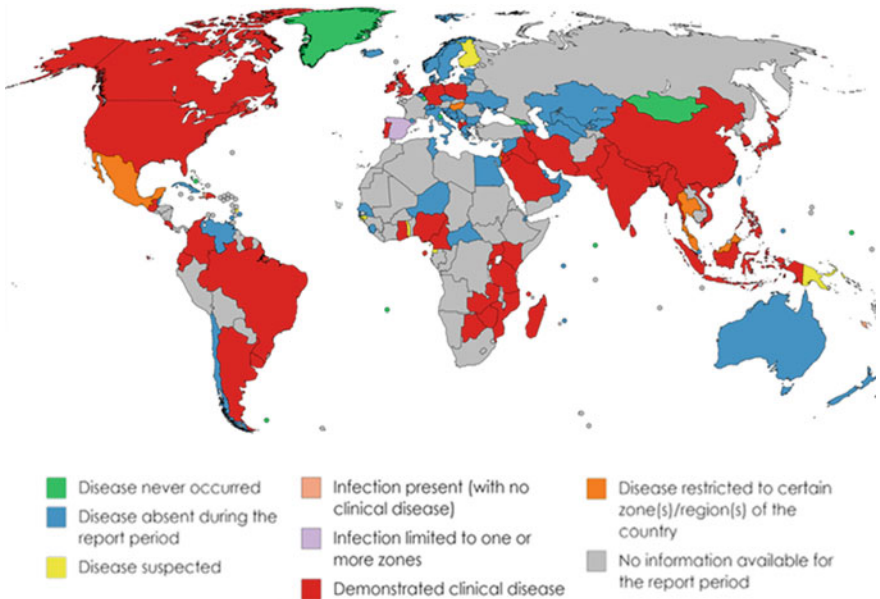 Disease never occurred
Disease absent during the
report period
Disease suspected
Infection present (with no
clinical disease)
Infection limited to one or
more zones
Demonstrated clinical disease
Disease restricted to certain
zone(s)/region(s) of the
country
No information available for
the report period